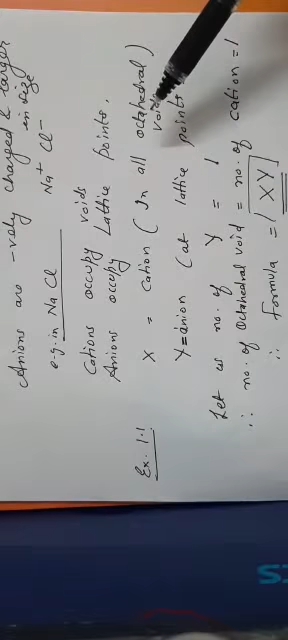 Anions are -vely charged & larger
in size
e.g. in NaCl Na⁺ Cl⁻
Cations occupy voids
Anions occupy Lattice points.
Ex. 1.1 X = Cation ( In all octahedral )
voids
Y = anion ( at lattice points
Let us no. of Y = 1
∴ no. of octahedral void = no. of cation = 1
∴ formula = XY